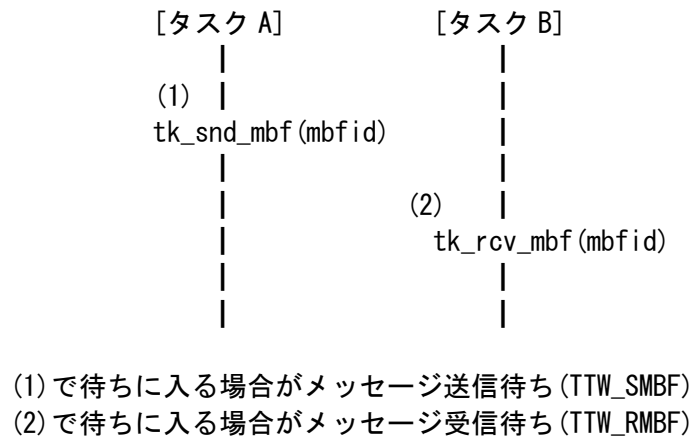 [タスク A] [タスク B]
(1)
tk_snd_mbf(mbfid)
(2)
tk_rcv_mbf(mbfid)
(1)で待ちに入る場合がメッセージ送信待ち(TTW_SMBF)
(2)で待ちに入る場合がメッセージ受信待ち(TTW_RMBF)